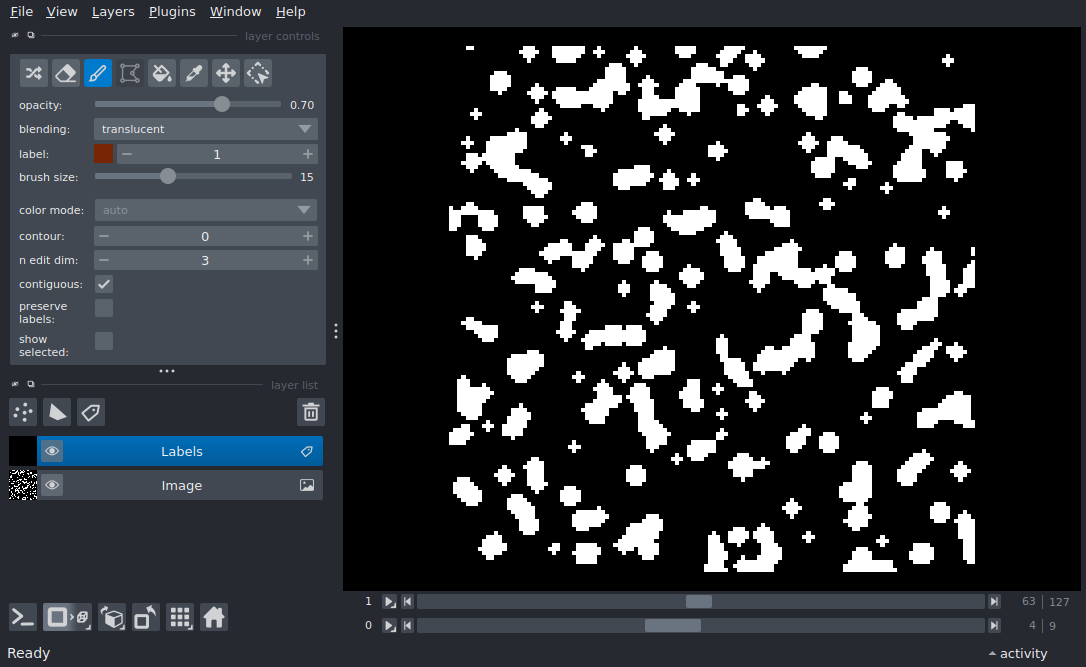 File View Layers Plugins Window Help
layer controls
opacity: 0.70
blending: translucent
label: 1
brush size: 15
color mode: auto
contour: 0
n edit dim: 3
contiguous:
preserve
labels:
show
selected:
layer list
Labels
Image
1 63 127
0 4 9
Ready activity